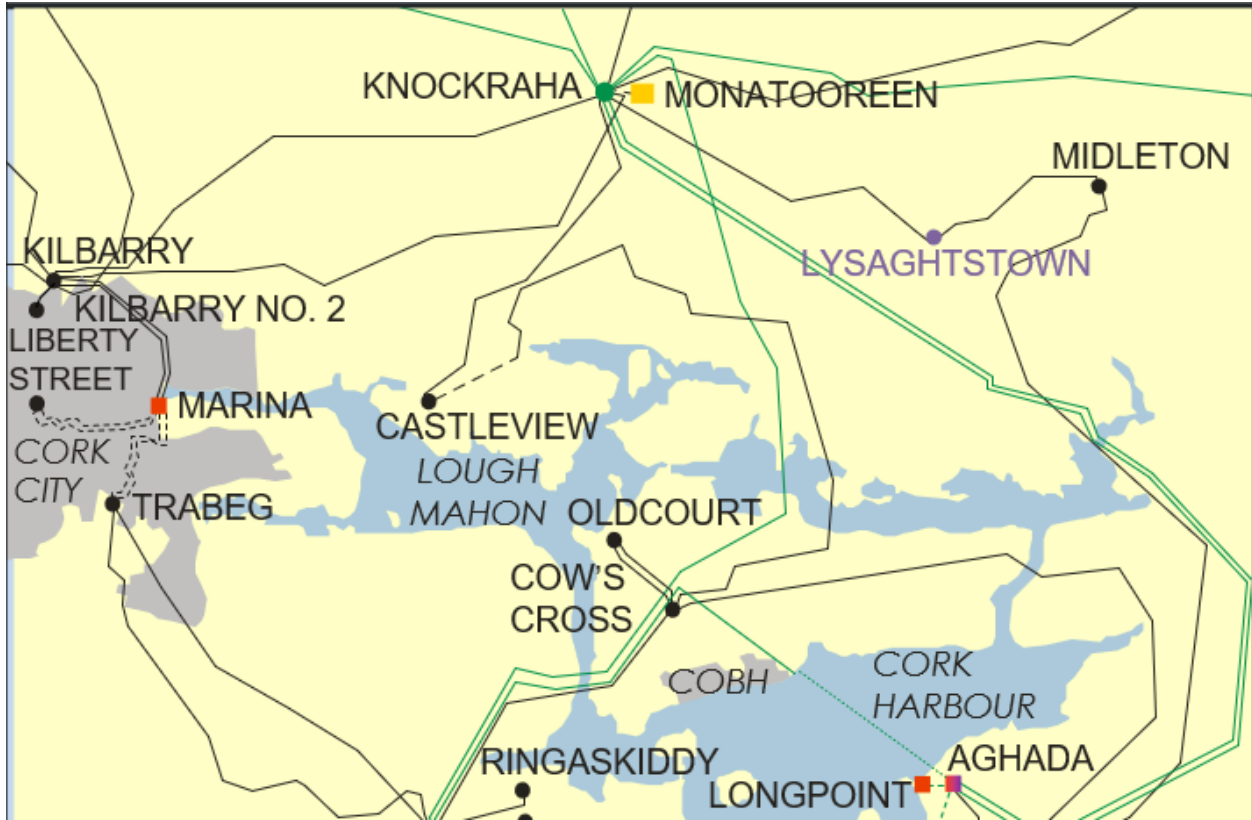 KNOCKRAHA
MONATOOREEN
MIDLETON
KILBARRY
LYSAGHTSTOWN
KILBARRY NO. 2
LIBERTY
STREET
MARINA
CASTLEVIEW
CORK
CITY
LOUGH
MAHON
TRABEG
OLDCOURT
COW'S
CROSS
COBH
CORK
HARBOUR
RINGASKIDDY
AGHADA
LONGPOINT